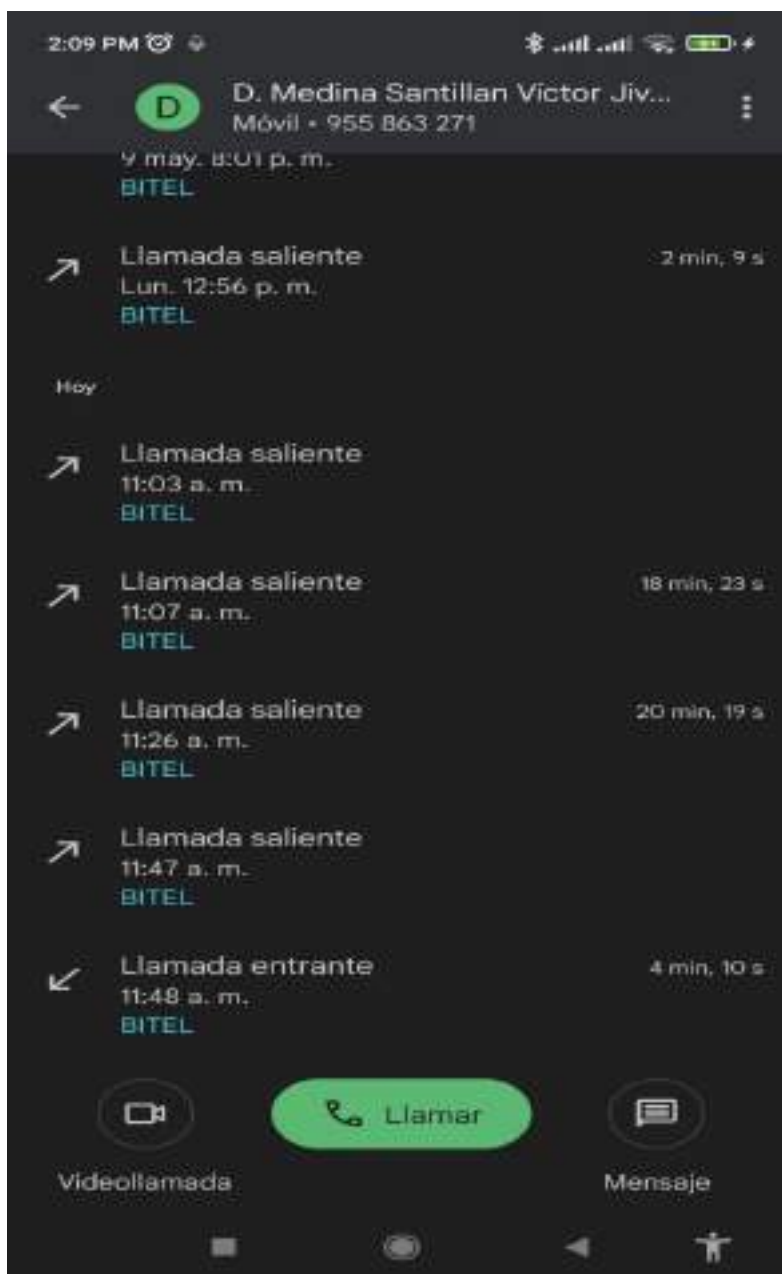 2:09 PM
D
D. Medina Santillan Victor Jiv...
Móvil • 955 863 271
9 may. 8:01 p. m.
BITEL
Llamada saliente
2 min, 9 s
Lun. 12:56 p. m.
BITEL
Hoy
Llamada saliente
11:03 a. m.
BITEL
Llamada saliente
18 min, 23 s
11:07 a. m.
BITEL
Llamada saliente
20 min, 19 s
11:26 a. m.
BITEL
Llamada saliente
11:47 a. m.
BITEL
Llamada entrante
4 min, 10 s
11:48 a. m.
BITEL
Llamar
Videollamada
Mensaje